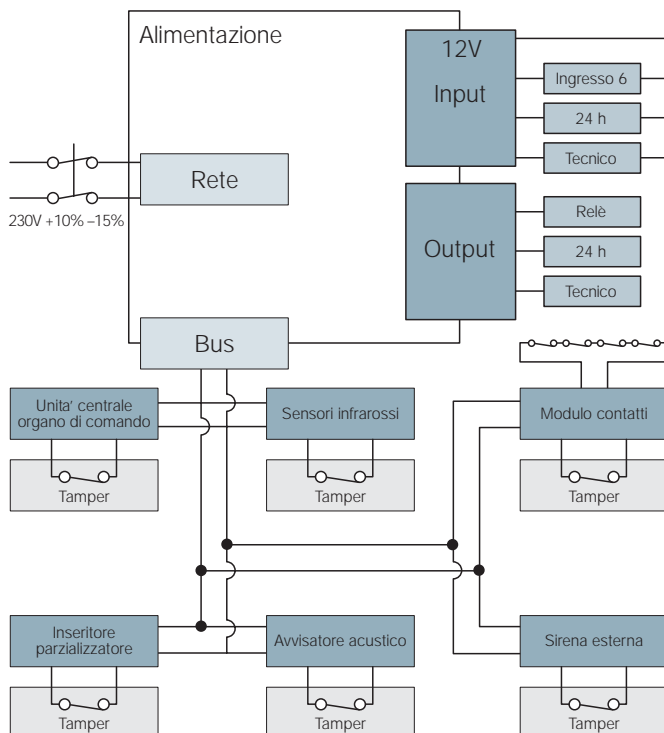 Alimentazione
12V
Input
Ingresso 6
24 h
Tecnico
Rete
230V +10% –15%
Output
Relè
24 h
Tecnico
Bus
Unita' centrale
organo di comando
Sensori infrarossi
Modulo contatti
Tamper
Tamper
Tamper
Inseritore
parzializzatore
Avvisatore acustico
Sirena esterna
Tamper
Tamper
Tamper